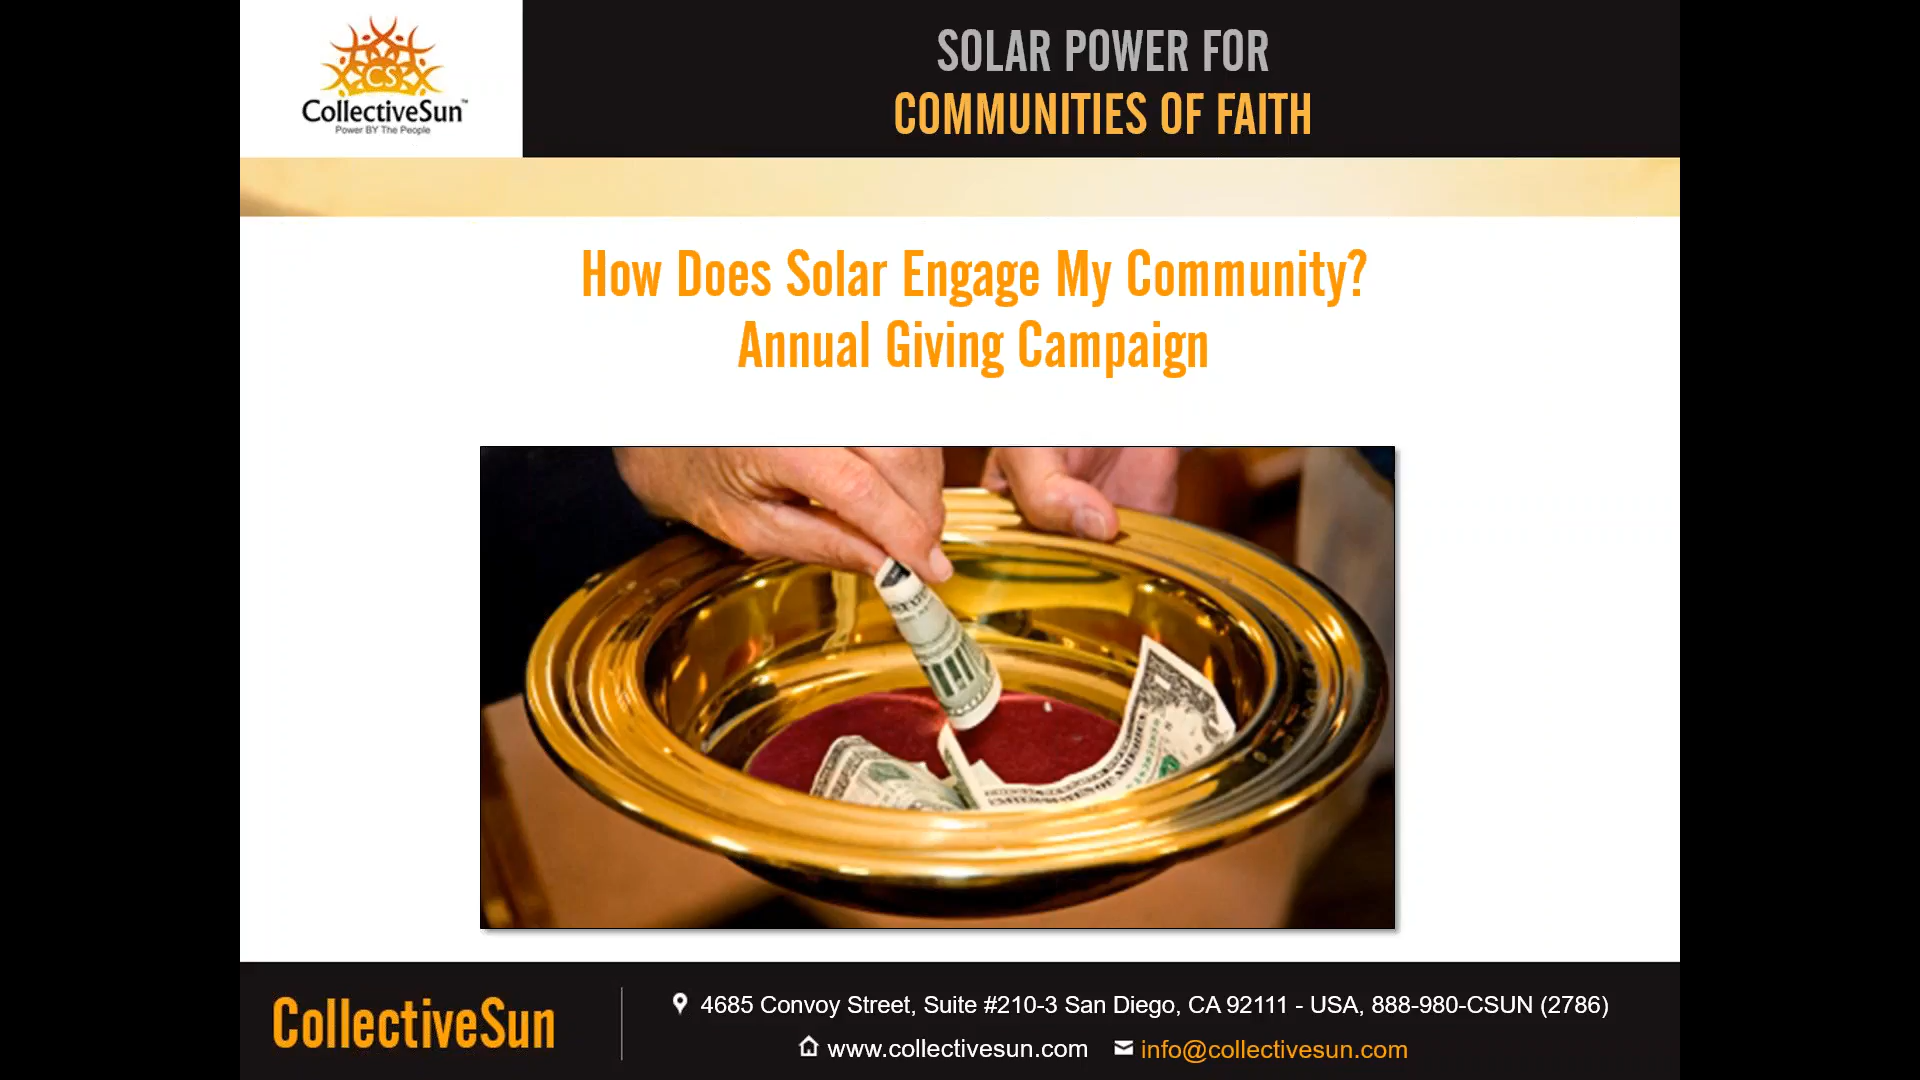 CS
CollectiveSun™
Power BY The People
SOLAR POWER FOR
COMMUNITIES OF FAITH
How Does Solar Engage My Community?
Annual Giving Campaign
CollectiveSun
4685 Convoy Street, Suite #210-3 San Diego, CA 92111 - USA, 888-980-CSUN (2786)
www.collectivesun.com info@collectivesun.com